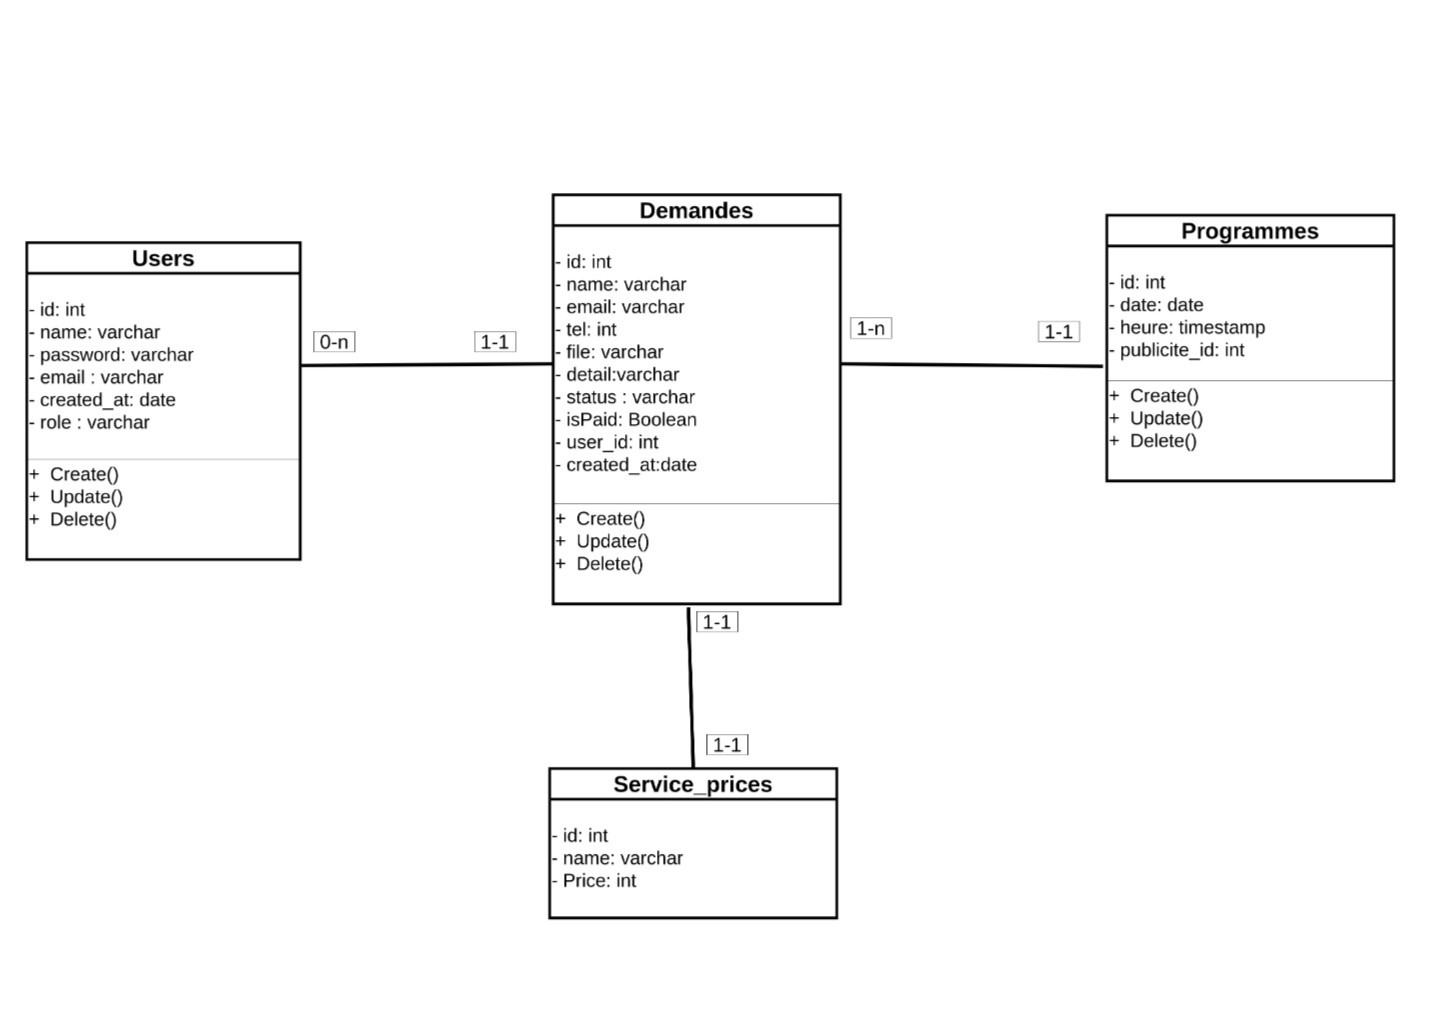 Users
- id: int
- name: varchar
- password: varchar
- email : varchar
- created_at: date
- role : varchar
+ Create()
+ Update()
+ Delete()
0-n
1-1
Demandes
- id: int
- name: varchar
- email: varchar
- tel: int
- file: varchar
- detail:varchar
- status : varchar
- isPaid: Boolean
- user_id: int
- created_at:date
+ Create()
+ Update()
+ Delete()
1-n
1-1
Programmes
- id: int
- date: date
- heure: timestamp
- publicite_id: int
+ Create()
+ Update()
+ Delete()
1-1
1-1
Service_prices
- id: int
- name: varchar
- Price: int